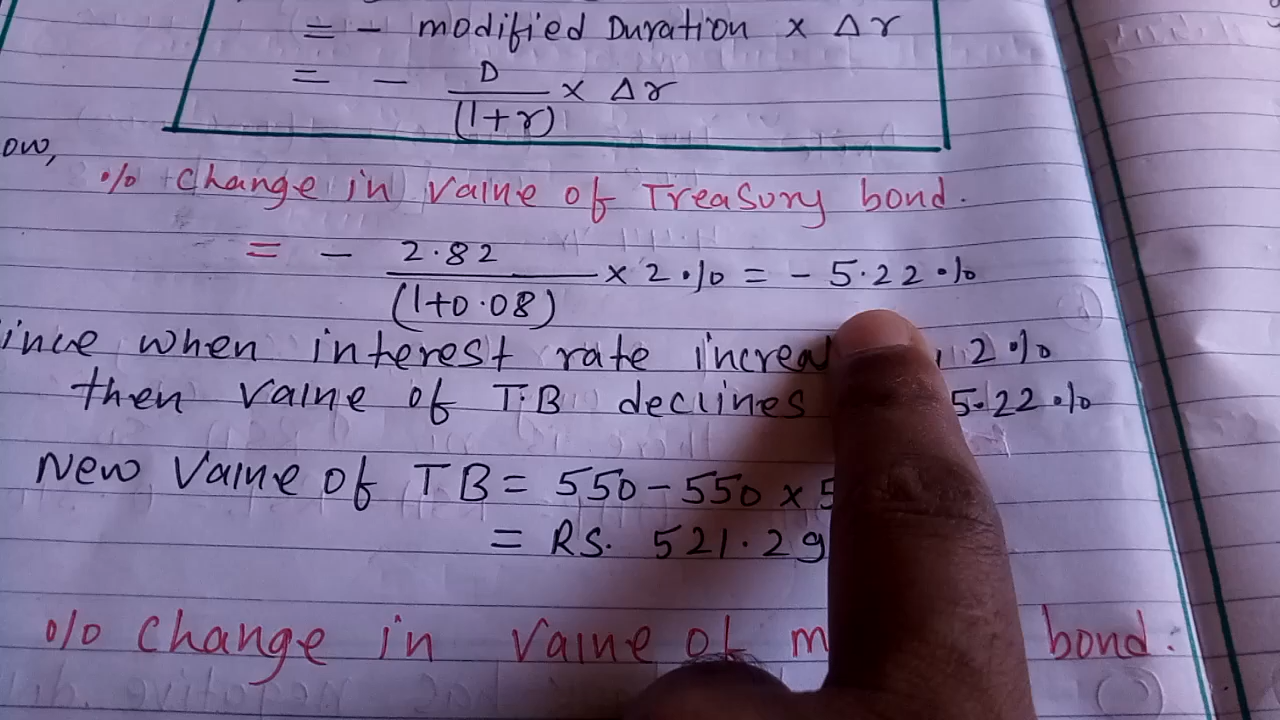 = - modified Duration × Δr
= - D/(1+r) × Δr
ow,
% change in value of Treasury bond.
= - 2.82/(1+0.08) × 2% = - 5.22%
ince when interest rate 2%
then value of T.B declines 5.22%
New Value of TB = 550 - 550 × 5
= RS. 521.29
% change in value of bond: